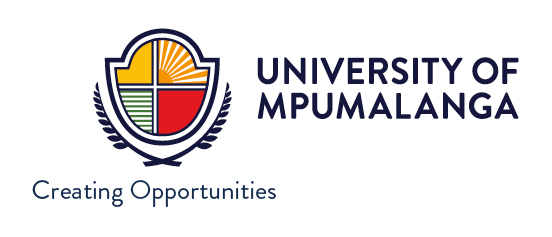 UNIVERSITY OF
MPUMALANGA
Creating Opportunities